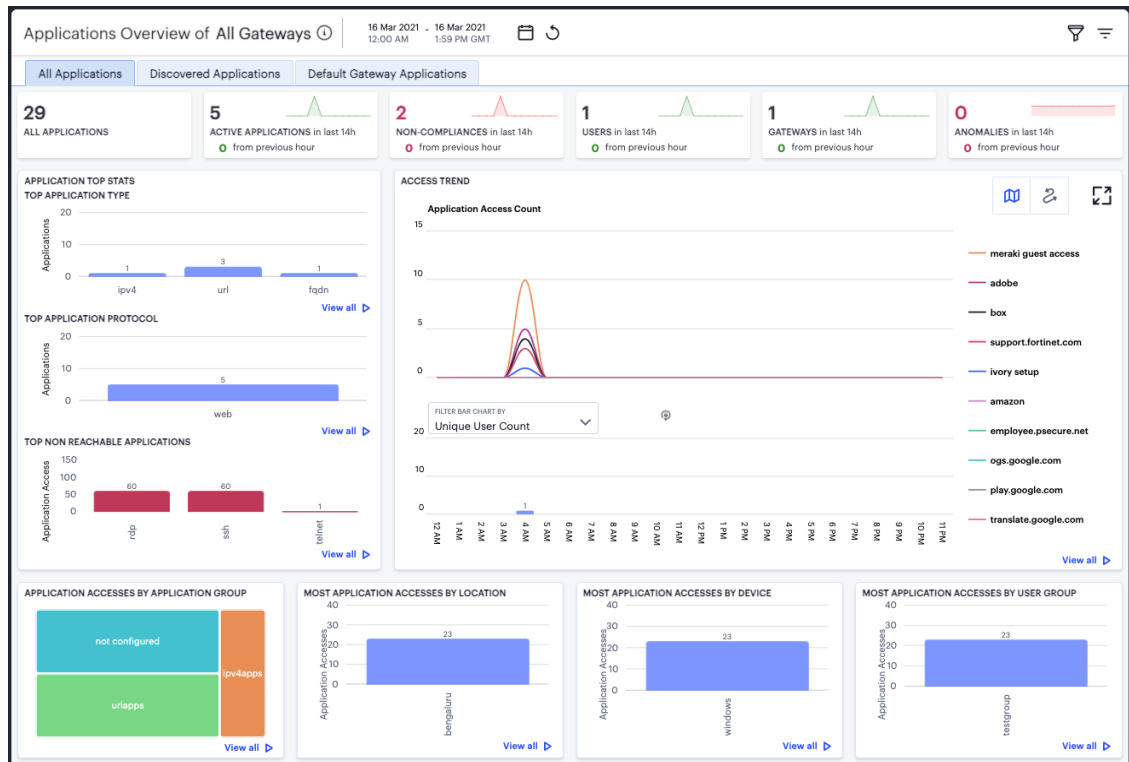 Applications Overview of All Gateways
16 Mar 2021 - 16 Mar 2021
12:00 AM 1:59 PM GMT
All Applications
Discovered Applications
Default Gateway Applications
29
ALL APPLICATIONS
5
ACTIVE APPLICATIONS in last 14h
0 from previous hour
2
NON-COMPLIANCES in last 14h
0 from previous hour
1
USERS in last 14h
0 from previous hour
1
GATEWAYS in last 14h
0 from previous hour
0
ANOMALIES in last 14h
0 from previous hour
APPLICATION TOP STATS
TOP APPLICATION TYPE
Applications
20
10
0
1
3
1
ipv4
url
fqdn
View all
TOP APPLICATION PROTOCOL
Applications
20
10
0
5
web
View all
TOP NON REACHABLE APPLICATIONS
Application Access
150
100
50
0
60
60
1
rdp
ssh
telnet
View all
ACCESS TREND
Application Access Count
15
10
5
0
FILTER BAR CHART BY
Unique User Count
20
10
0
1
12 AM
1 AM
2 AM
3 AM
4 AM
5 AM
6 AM
7 AM
8 AM
9 AM
10 AM
11 AM
12 PM
1 PM
2 PM
3 PM
4 PM
5 PM
6 PM
7 PM
8 PM
9 PM
10 PM
11 PM
meraki guest access
adobe
box
support.fortinet.com
ivory setup
amazon
employee.psecure.net
ogs.google.com
play.google.com
translate.google.com
View all
APPLICATION ACCESSES BY APPLICATION GROUP
not configured
urlapps
ipv4apps
View all
MOST APPLICATION ACCESSES BY LOCATION
Application Accesses
40
30
20
10
0
23
bengaluru
View all
MOST APPLICATION ACCESSES BY DEVICE
Application Accesses
40
30
20
10
0
23
windows
View all
MOST APPLICATION ACCESSES BY USER GROUP
Application Accesses
40
30
20
10
0
23
testgroup
View all